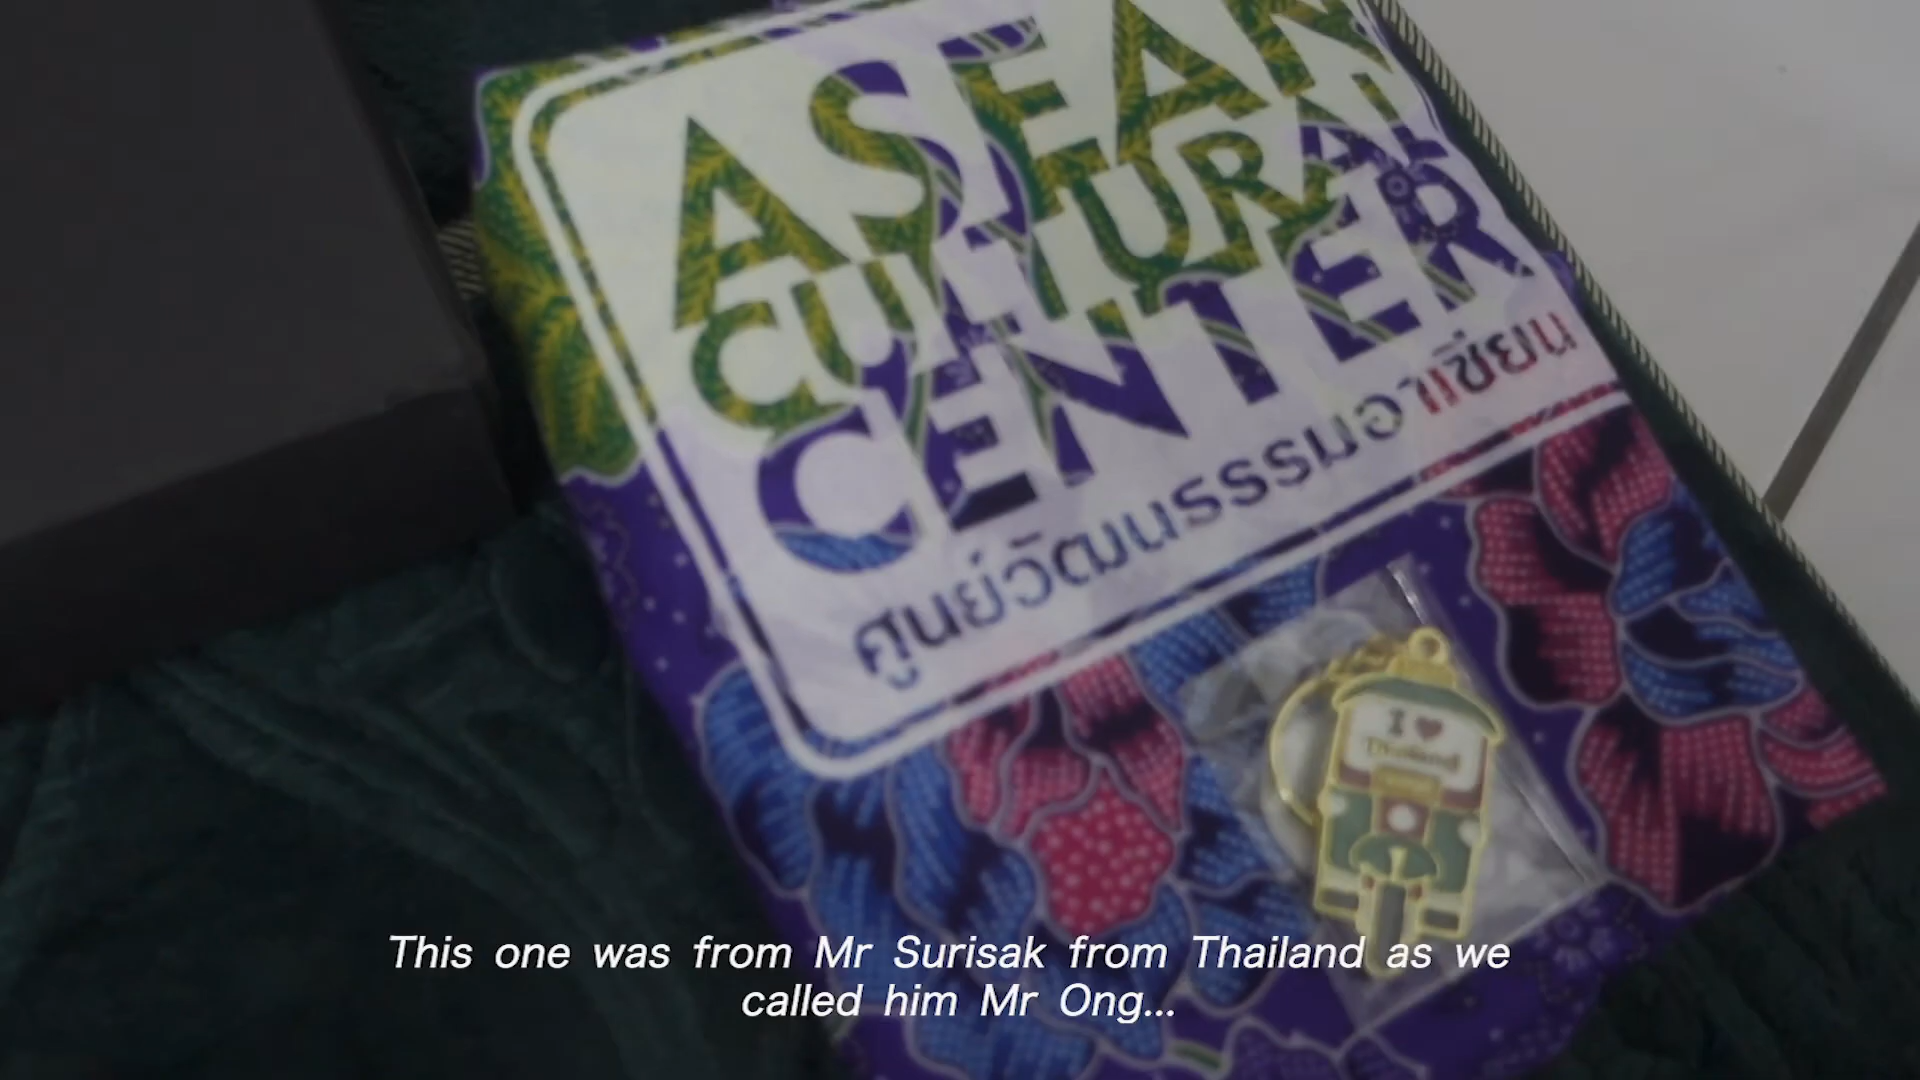 ASEAN
CULTURAL
CENTER
ศูนย์วัฒนธรรมอาเซียน
I ♥
Thailand
This one was from Mr Surisak from Thailand as we
called him Mr Ong...